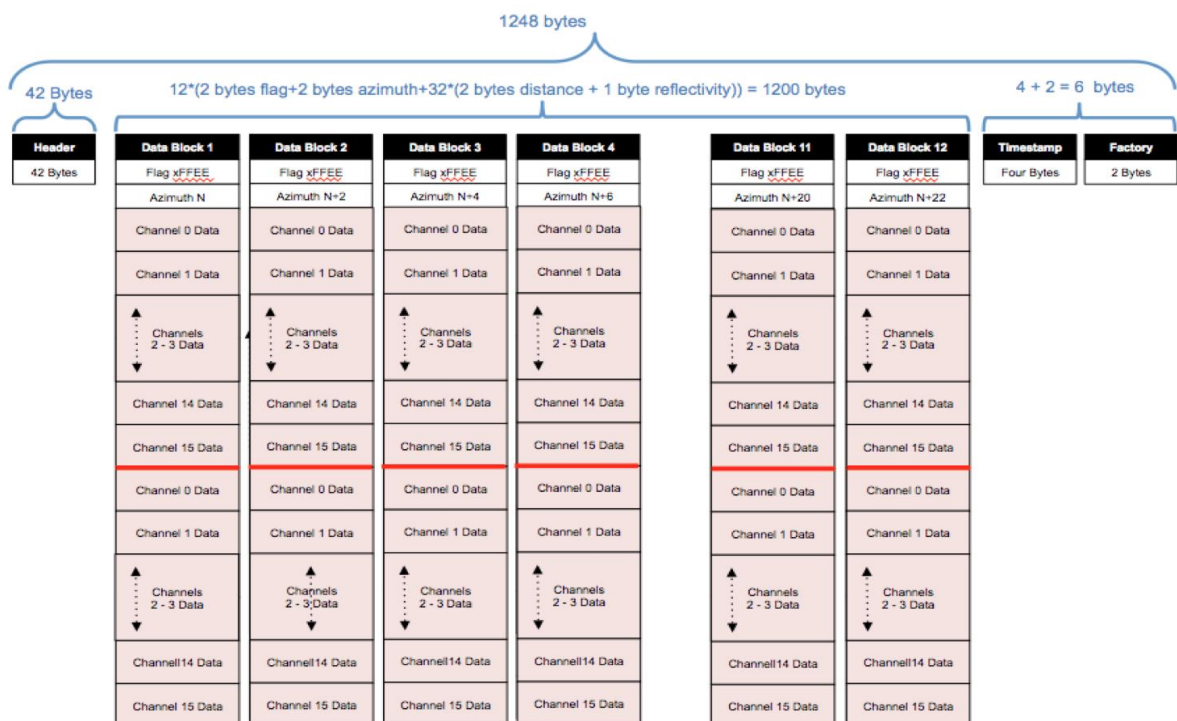 1248 bytes
42 Bytes
12*(2 bytes flag+2 bytes azimuth+32*(2 bytes distance + 1 byte reflectivity)) = 1200 bytes
4 + 2 = 6 bytes
Header
42 Bytes
Data Block 1
Flag xFFEE
Azimuth N
Channel 0 Data
Channel 1 Data
Channels
2 - 3 Data
Channel 14 Data
Channel 15 Data
Channel 0 Data
Channel 1 Data
Channels
2 - 3 Data
Channell14 Data
Channel 15 Data
Data Block 2
Flag xFFEE
Azimuth N+2
Channel 0 Data
Channel 1 Data
Channels
2 - 3 Data
Channel 14 Data
Channel 15 Data
Channel 0 Data
Channel 1 Data
Channels
2 - 3 Data
Channell14 Data
Channel 15 Data
Data Block 3
Flag xFFEE
Azimuth N+4
Channel 0 Data
Channel 1 Data
Channels
2 - 3 Data
Channel 14 Data
Channel 15 Data
Channel 0 Data
Channel 1 Data
Channels
2 - 3 Data
Channell14 Data
Channel 15 Data
Data Block 4
Flag xFFEE
Azimuth N+6
Channel 0 Data
Channel 1 Data
Channels
2 - 3 Data
Channel 14 Data
Channel 15 Data
Channel 0 Data
Channel 1 Data
Channels
2 - 3 Data
Channell14 Data
Channel 15 Data
Data Block 11
Flag xFFEE
Azimuth N+20
Channel 0 Data
Channel 1 Data
Channels
2 - 3 Data
Channel 14 Data
Channel 15 Data
Channel 0 Data
Channel 1 Data
Channels
2 - 3 Data
Channell14 Data
Channel 15 Data
Data Block 12
Flag xFFEE
Azimuth N+22
Channel 0 Data
Channel 1 Data
Channels
2 - 3 Data
Channel 14 Data
Channel 15 Data
Channel 0 Data
Channel 1 Data
Channels
2 - 3 Data
Channell14 Data
Channel 15 Data
Timestamp
Four Bytes
Factory
2 Bytes